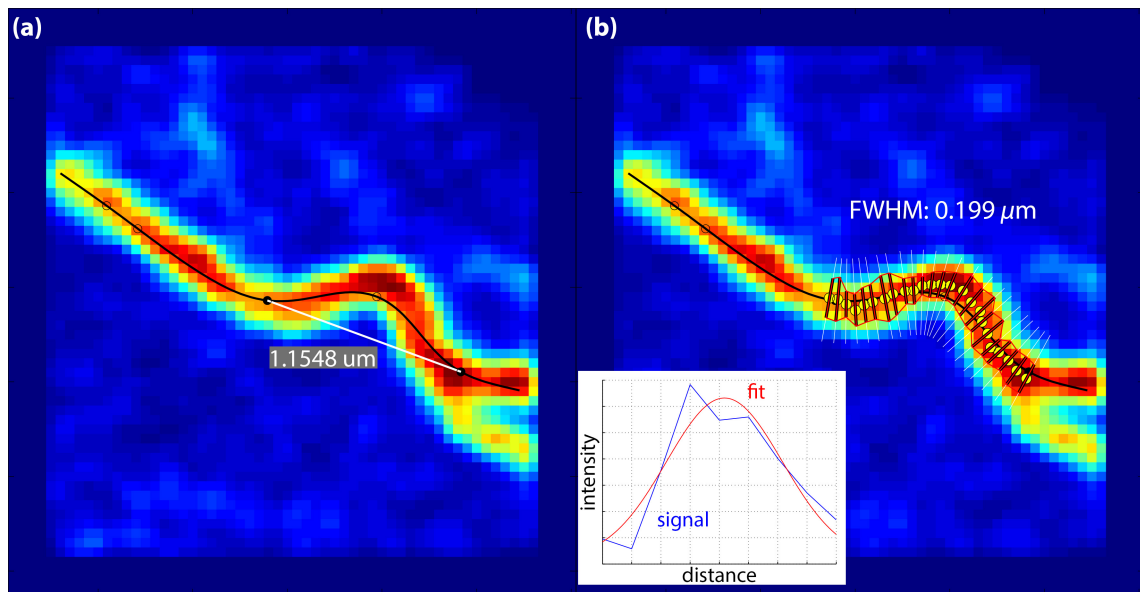 (a)
(b)
FWHM: 0.199 µm
1.1548 um
fit
intensity
signal
distance